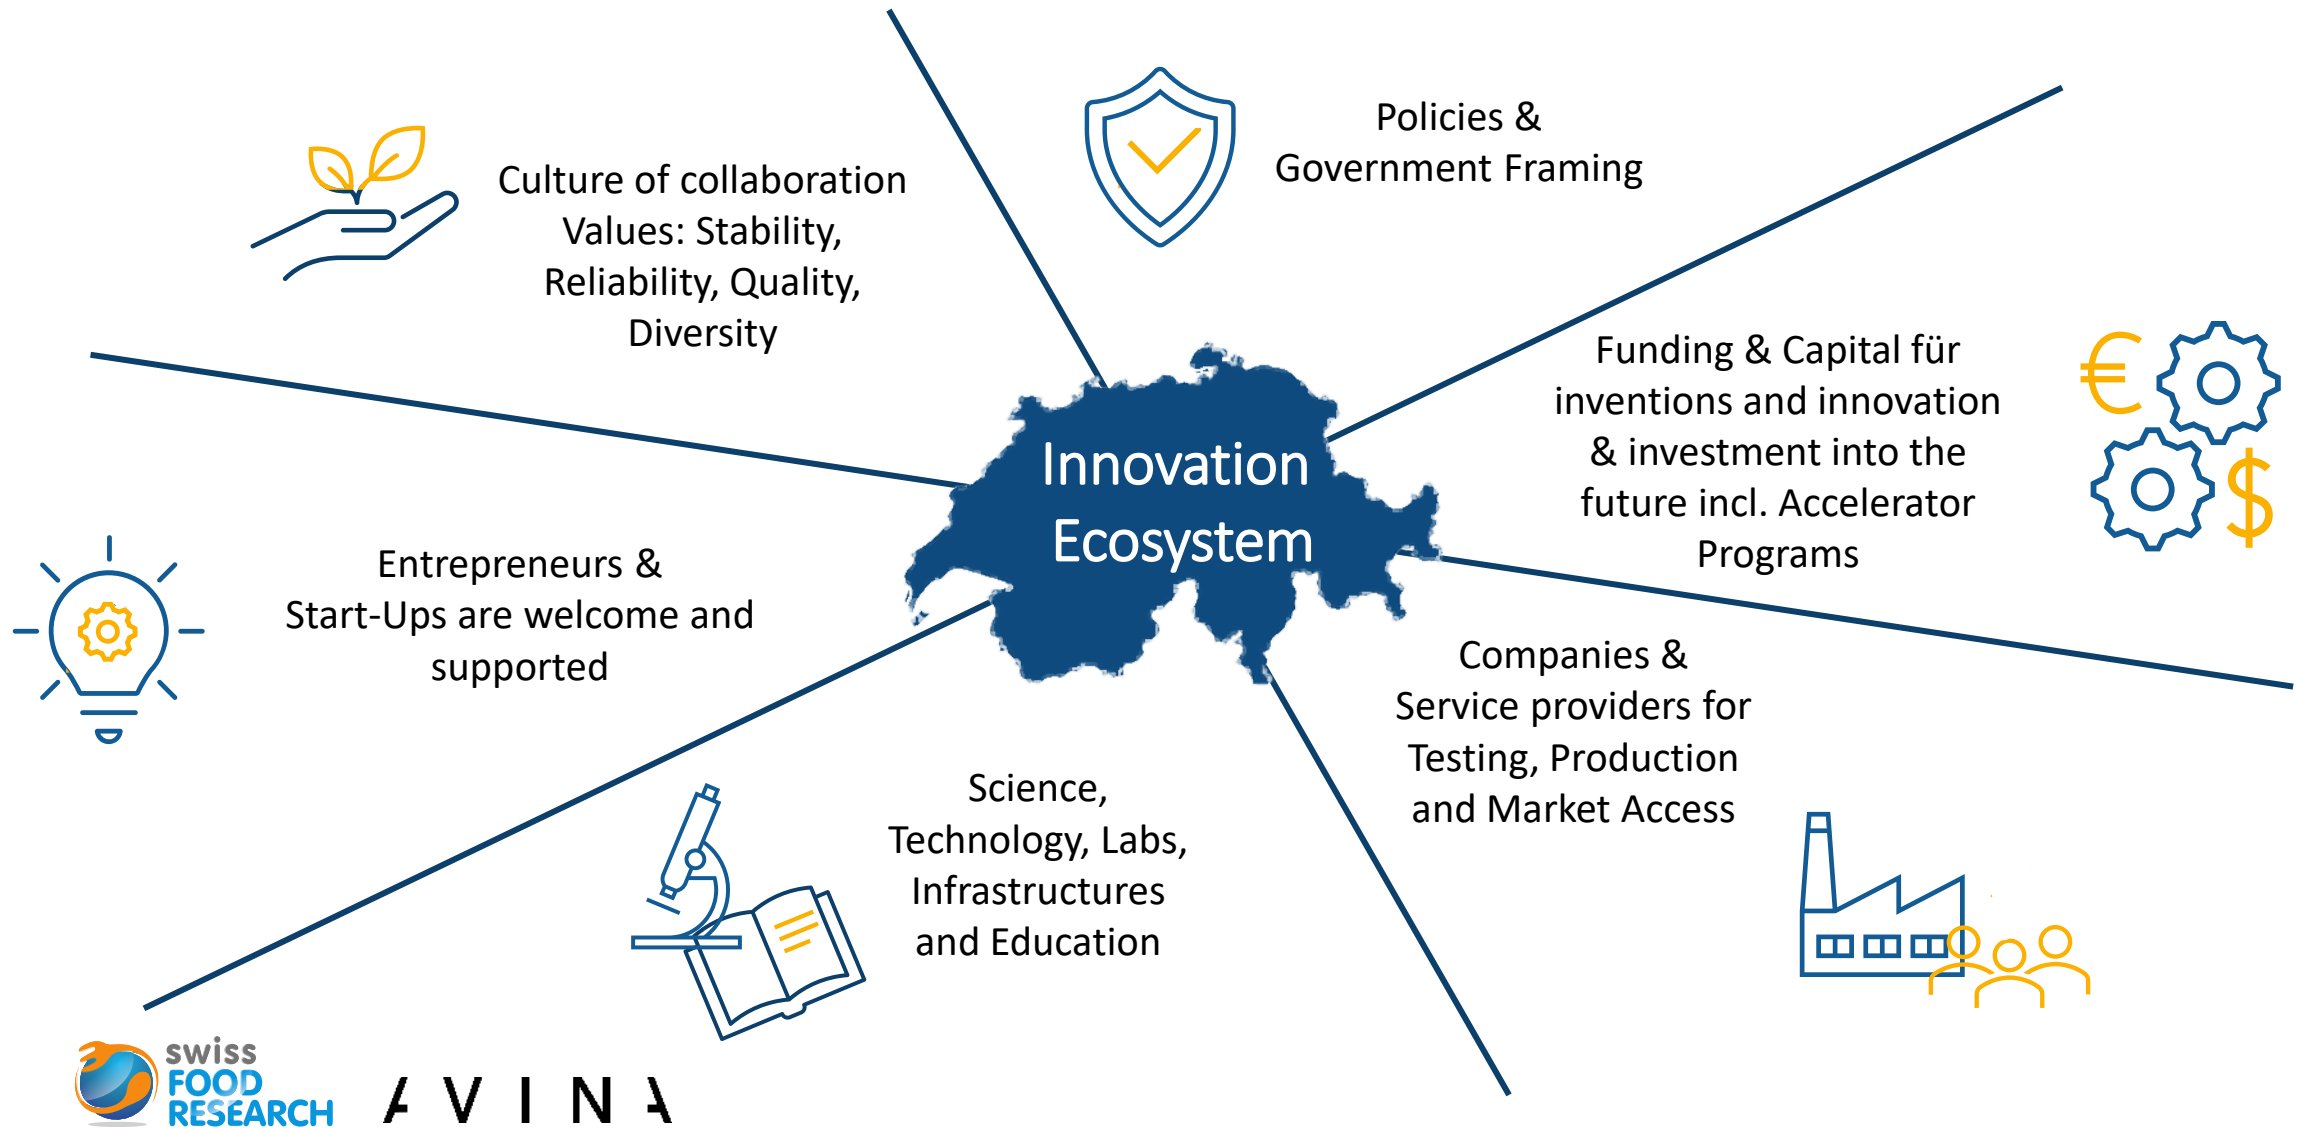 Policies &
Government Framing
Culture of collaboration
Values: Stability,
Reliability, Quality,
Diversity
Funding & Capital für
inventions and innovation
& investment into the
future incl. Accelerator
Programs
Innovation
Ecosystem
Entrepreneurs &
Start-Ups are welcome and
supported
Companies &
Service providers for
Testing, Production
and Market Access
Science,
Technology, Labs,
Infrastructures
and Education
€
$
swiss
FOOD
RESEARCH
AVINA